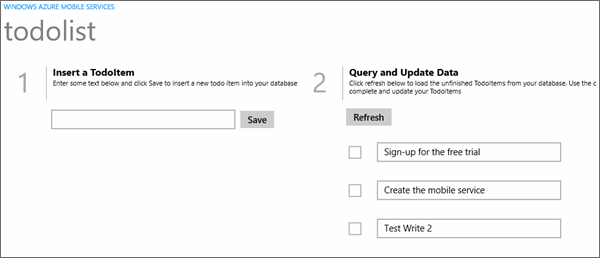 WINDOWS AZURE MOBILE SERVICES
todolist
1
Insert a TodoItem
Enter some text below and click Save to insert a new todo item into your database
Save
2
Query and Update Data
Click refresh below to load the unfinished TodoItems from your database. Use the c
complete and update your TodoItems
Refresh
Sign-up for the free trial
Create the mobile service
Test Write 2